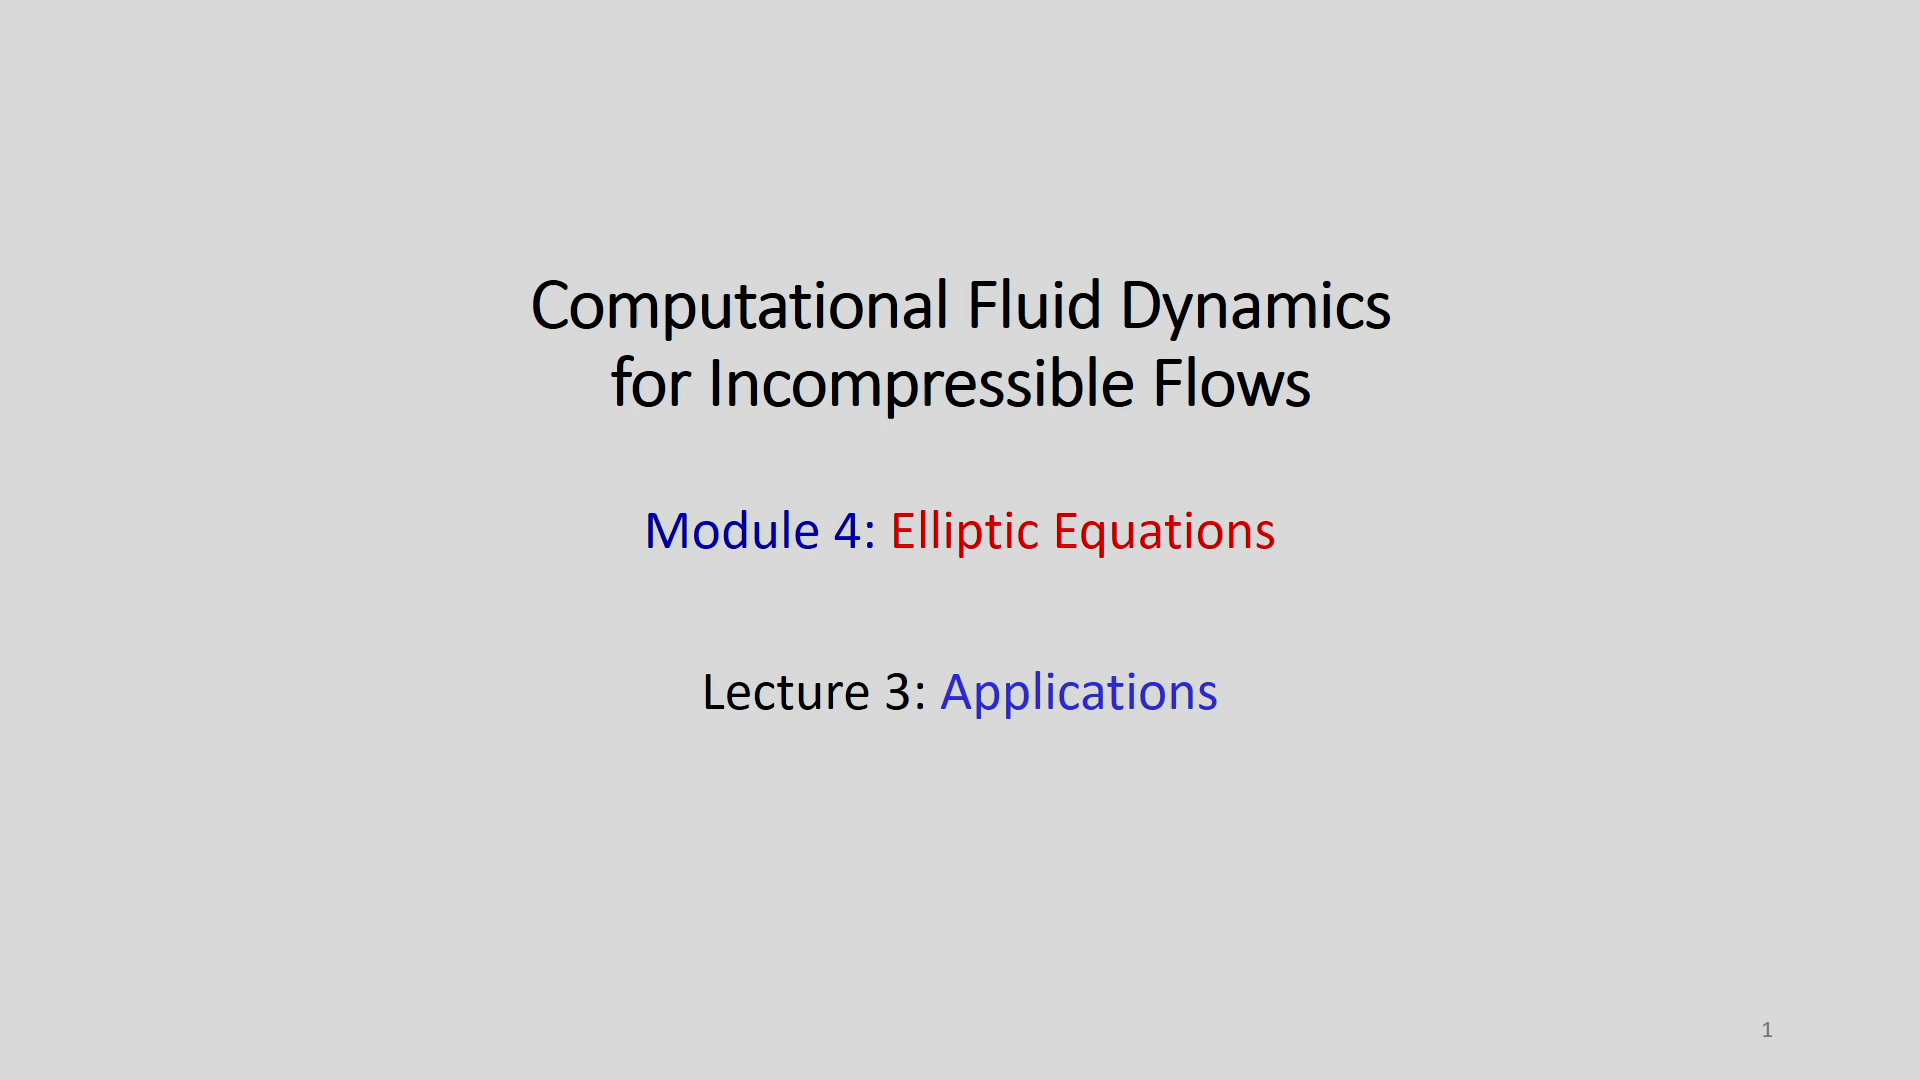 Computational Fluid Dynamics
for Incompressible Flows
Module 4: Elliptic Equations
Lecture 3: Applications
1